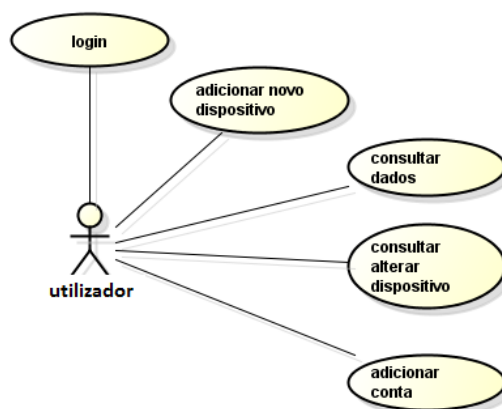 login
adicionar novo
dispositivo
consultar
dados
utilizador
consultar
alterar
dispositivo
adicionar
conta